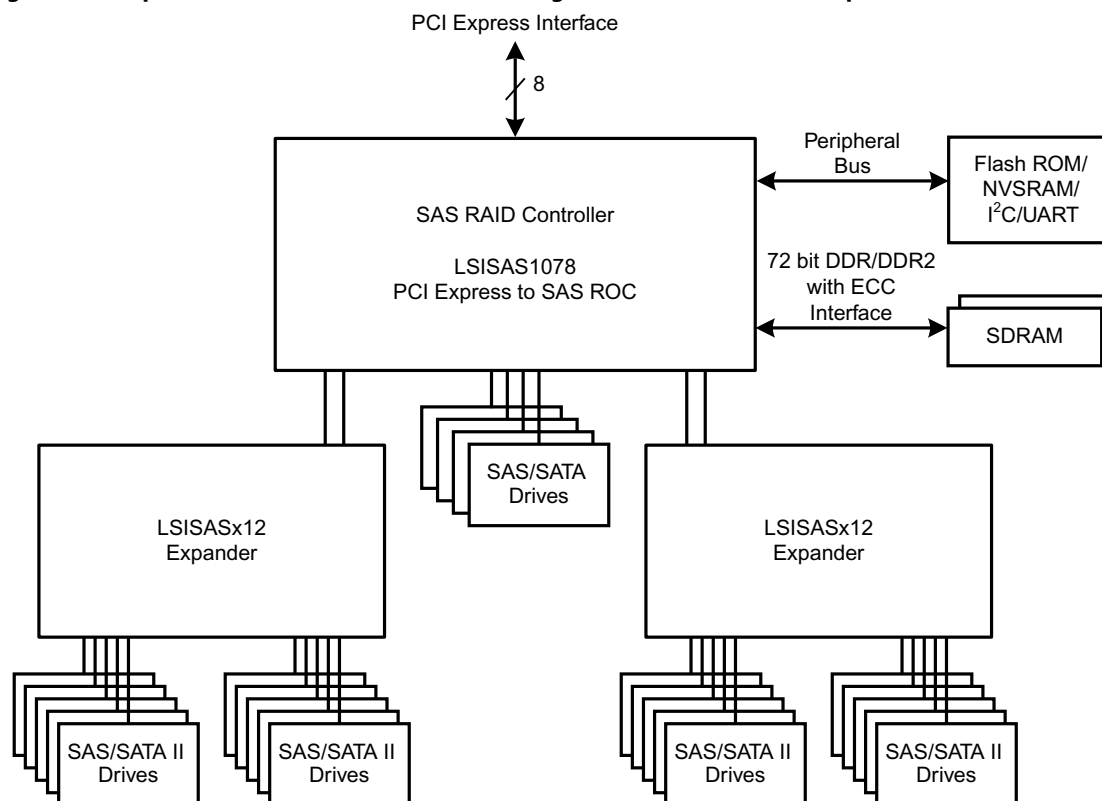 PCI Express Interface
8
Peripheral
Bus
Flash ROM/
NVSRAM/
I²C/UART
SAS RAID Controller
LSISAS1078
PCI Express to SAS ROC
72 bit DDR/DDR2
with ECC
Interface
SDRAM
SAS/SATA
Drives
LSISASx12
Expander
LSISASx12
Expander
SAS/SATA II
Drives
SAS/SATA II
Drives
SAS/SATA II
Drives
SAS/SATA II
Drives